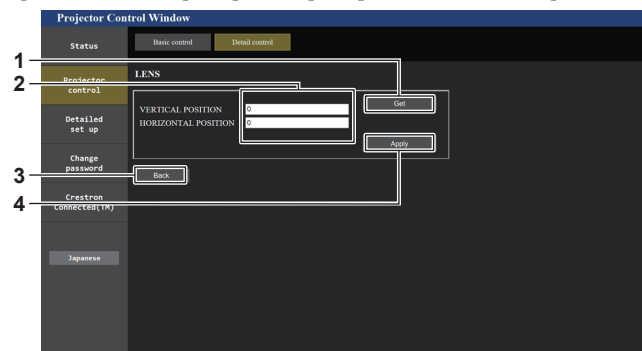 Projector Control Window
Status
Basic control
Detail control
1
2
Projector
control
LENS
VERTICAL POSITION
0
Get
HORIZONTAL POSITION
0
Detailed
set up
Apply
Change
password
3
Back
4
Crestron
Connected(TM)
Japanese